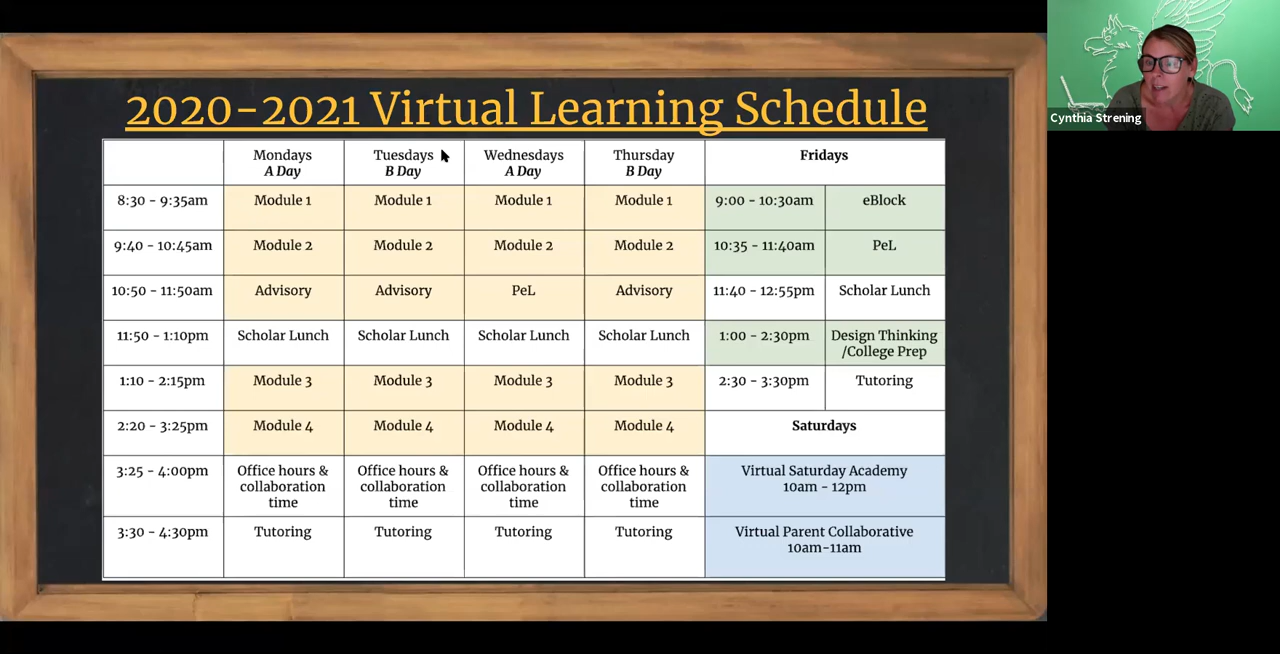 2020-2021 Virtual Learning Schedule
Mondays Tuesdays Wednesdays Thursday Fridays
A Day B Day A Day B Day
8:30 - 9:35am Module 1 Module 1 Module 1 Module 1 9:00 - 10:30am eBlock
9:40 - 10:45am Module 2 Module 2 Module 2 Module 2 10:35 - 11:40am PeL
10:50 - 11:50am Advisory Advisory PeL Advisory 11:40 - 12:55pm Scholar Lunch
11:50 - 1:10pm Scholar Lunch Scholar Lunch Scholar Lunch Scholar Lunch 1:00 - 2:30pm Design Thinking
/College Prep
1:10 - 2:15pm Module 3 Module 3 Module 3 Module 3 2:30 - 3:30pm Tutoring
2:20 - 3:25pm Module 4 Module 4 Module 4 Module 4 Saturdays
3:25 - 4:00pm Office hours & Office hours & Office hours & Office hours & Virtual Saturday Academy
collaboration collaboration collaboration collaboration 10am - 12pm
time time time time
3:30 - 4:30pm Tutoring Tutoring Tutoring Tutoring Virtual Parent Collaborative
10am-11am
Cynthia Strening